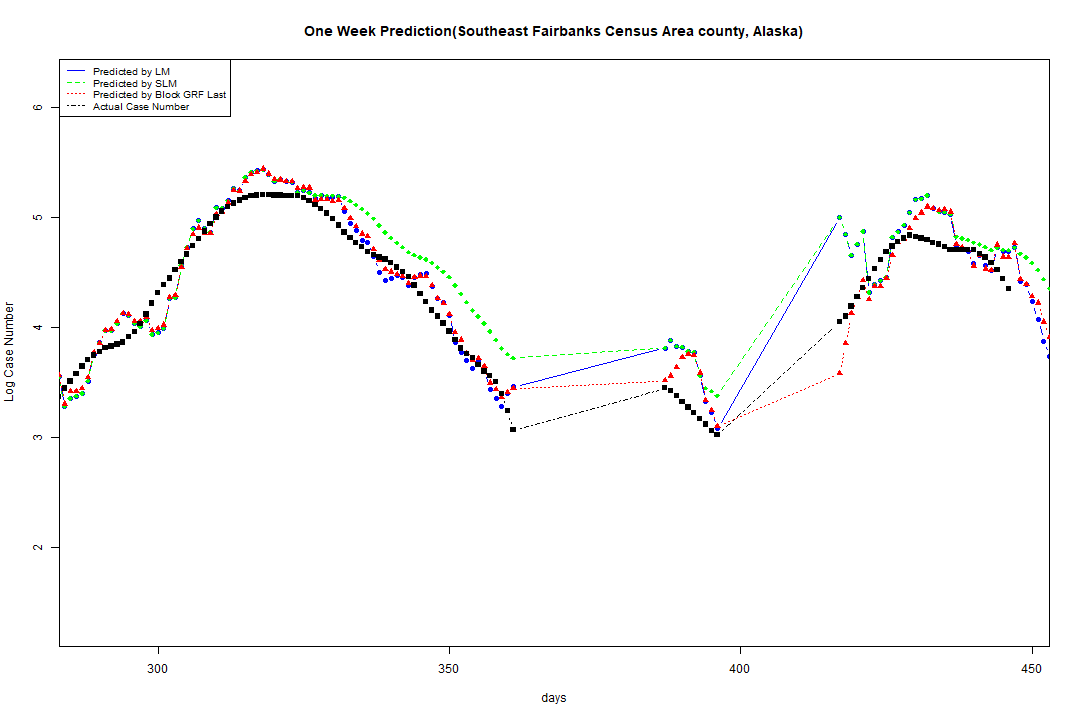 One Week Prediction(Southeast Fairbanks Census Area county, Alaska)
Predicted by LM
Predicted by SLM
Predicted by Block GRF Last
Actual Case Number
Log Case Number
6
5
4
3
2
300 350 400 450
days